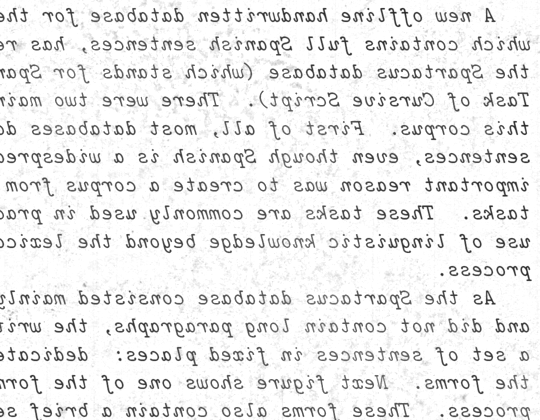 A new offline handwritten database for the
which contains full Spanish sentences, has re
the Spartacus database (which stands for Span
Task of Cursive Script). There were two main
this corpus. First of all, most databases do
sentences, even though Spanish is a widespre
important reason was to create a corpus from
tasks. These tasks are commonly used in prac
use of linguistic knowledge beyond the lexic
process.
As the Spartacus database consisted mainly
and did not contain long paragraphs, the writ
a set of sentences in fixed places: dedicate
the forms. Next figure shows one of the form
process. These forms also contain a brief s